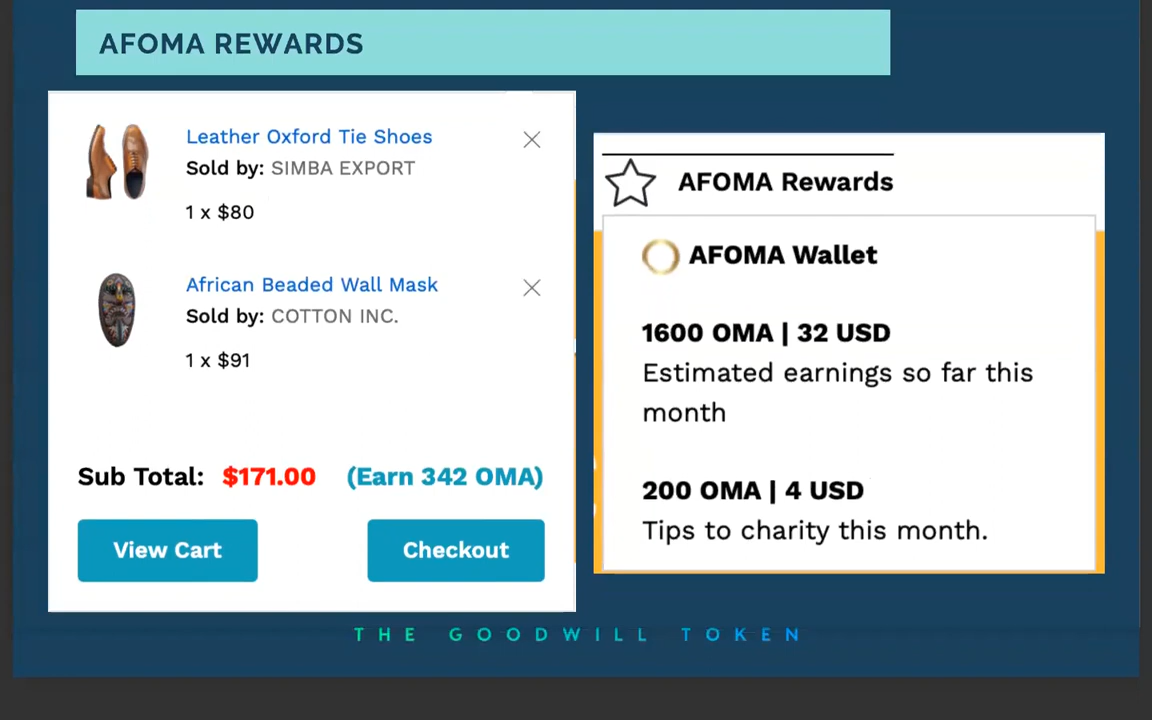 AFOMA REWARDS
Leather Oxford Tie Shoes
Sold by: SIMBA EXPORT
1 x $80
African Beaded Wall Mask
Sold by: COTTON INC.
1 x $91
Sub Total: $171.00 (Earn 342 OMA)
View Cart
Checkout
AFOMA Rewards
AFOMA Wallet
1600 OMA | 32 USD
Estimated earnings so far this
month
200 OMA | 4 USD
Tips to charity this month.
THE GOODWILL TOKEN